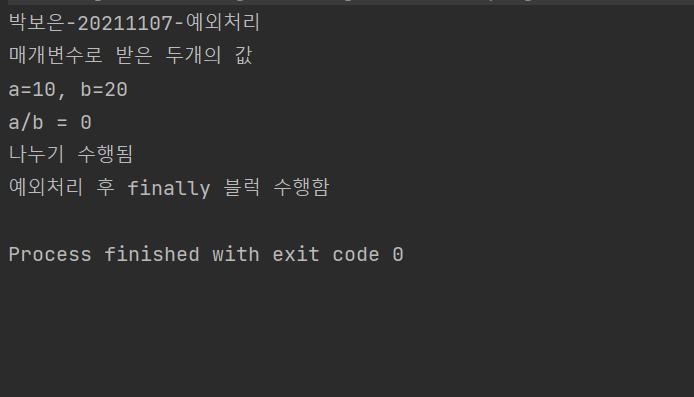 박보은-20211107-예외처리
매개변수로 받은 두개의 값
a=10, b=20
a/b = 0
나누기 수행됨
예외처리 후 finally 블럭 수행함
Process finished with exit code 0